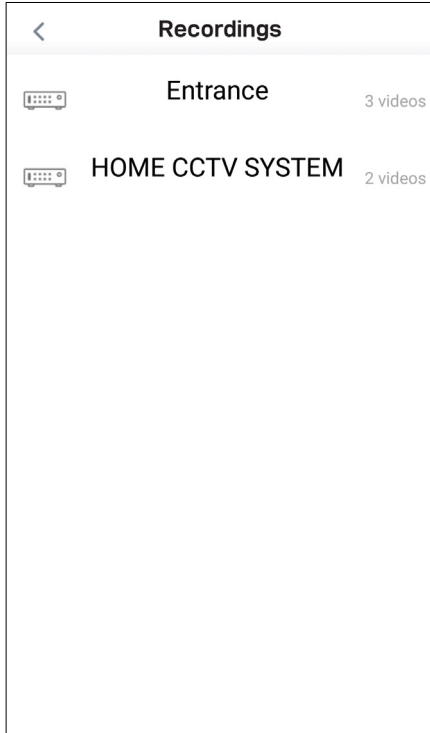 Recordings
Entrance
3 videos
HOME CCTV SYSTEM
2 videos